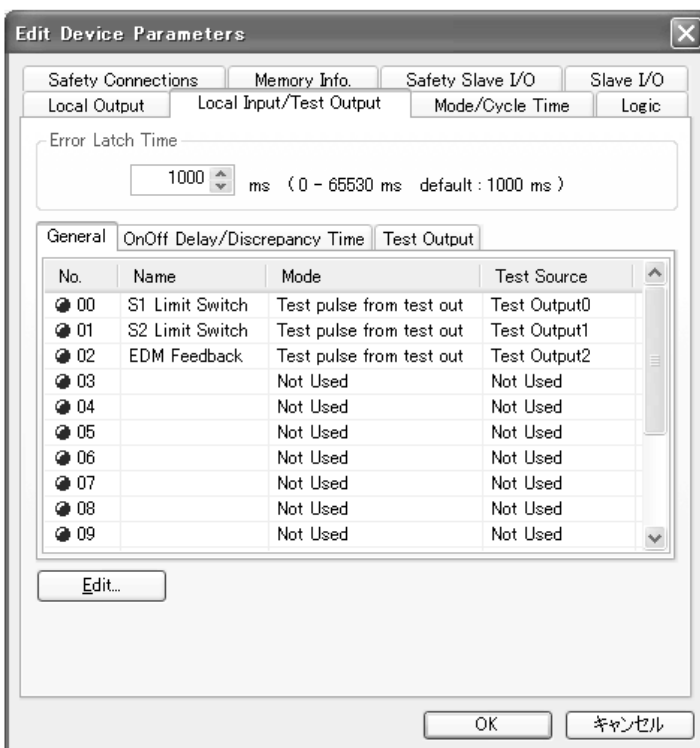 Edit Device Parameters
Safety Connections Memory Info. Safety Slave I/O Slave I/O
Local Output Local Input/Test Output Mode/Cycle Time Logic
Error Latch Time
1000 ms ( 0 - 65530 ms default : 1000 ms )
General OnOff Delay/Discrepancy Time Test Output
No. Name Mode Test Source
00 S1 Limit Switch Test pulse from test out Test Output0
01 S2 Limit Switch Test pulse from test out Test Output1
02 EDM Feedback Test pulse from test out Test Output2
03 Not Used Not Used
04 Not Used Not Used
05 Not Used Not Used
06 Not Used Not Used
07 Not Used Not Used
08 Not Used Not Used
09 Not Used Not Used
Edit...
OK キャンセル